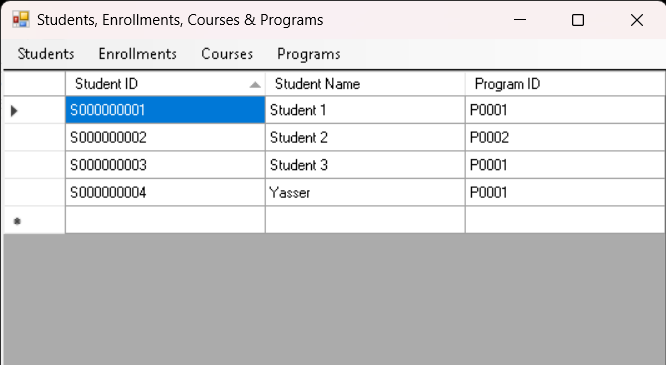 Students, Enrollments, Courses & Programs
Students Enrollments Courses Programs
Student ID Student Name Program ID
S000000001 Student 1 P0001
S000000002 Student 2 P0002
S000000003 Student 3 P0001
S000000004 Yasser P0001